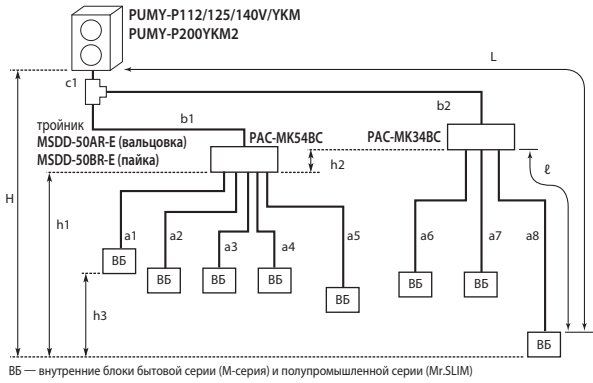 PUMY-P112/125/140V/YKM
PUMY-P200YKM2
L
c1
b2
b1
тройник
MSDD-50AR-E (вальцовка)
MSDD-50BR-E (пайка)
PAC-MK54BC
PAC-MK34BC
h2
ℓ
H
h1
a1
a2
a3
a4
a5
a6
a7
a8
ВБ
ВБ
ВБ
ВБ
ВБ
ВБ
ВБ
ВБ
h3
ВБ — внутренние блоки бытовой серии (М-серия) и полупромышленной серии (Mr.SLIM)